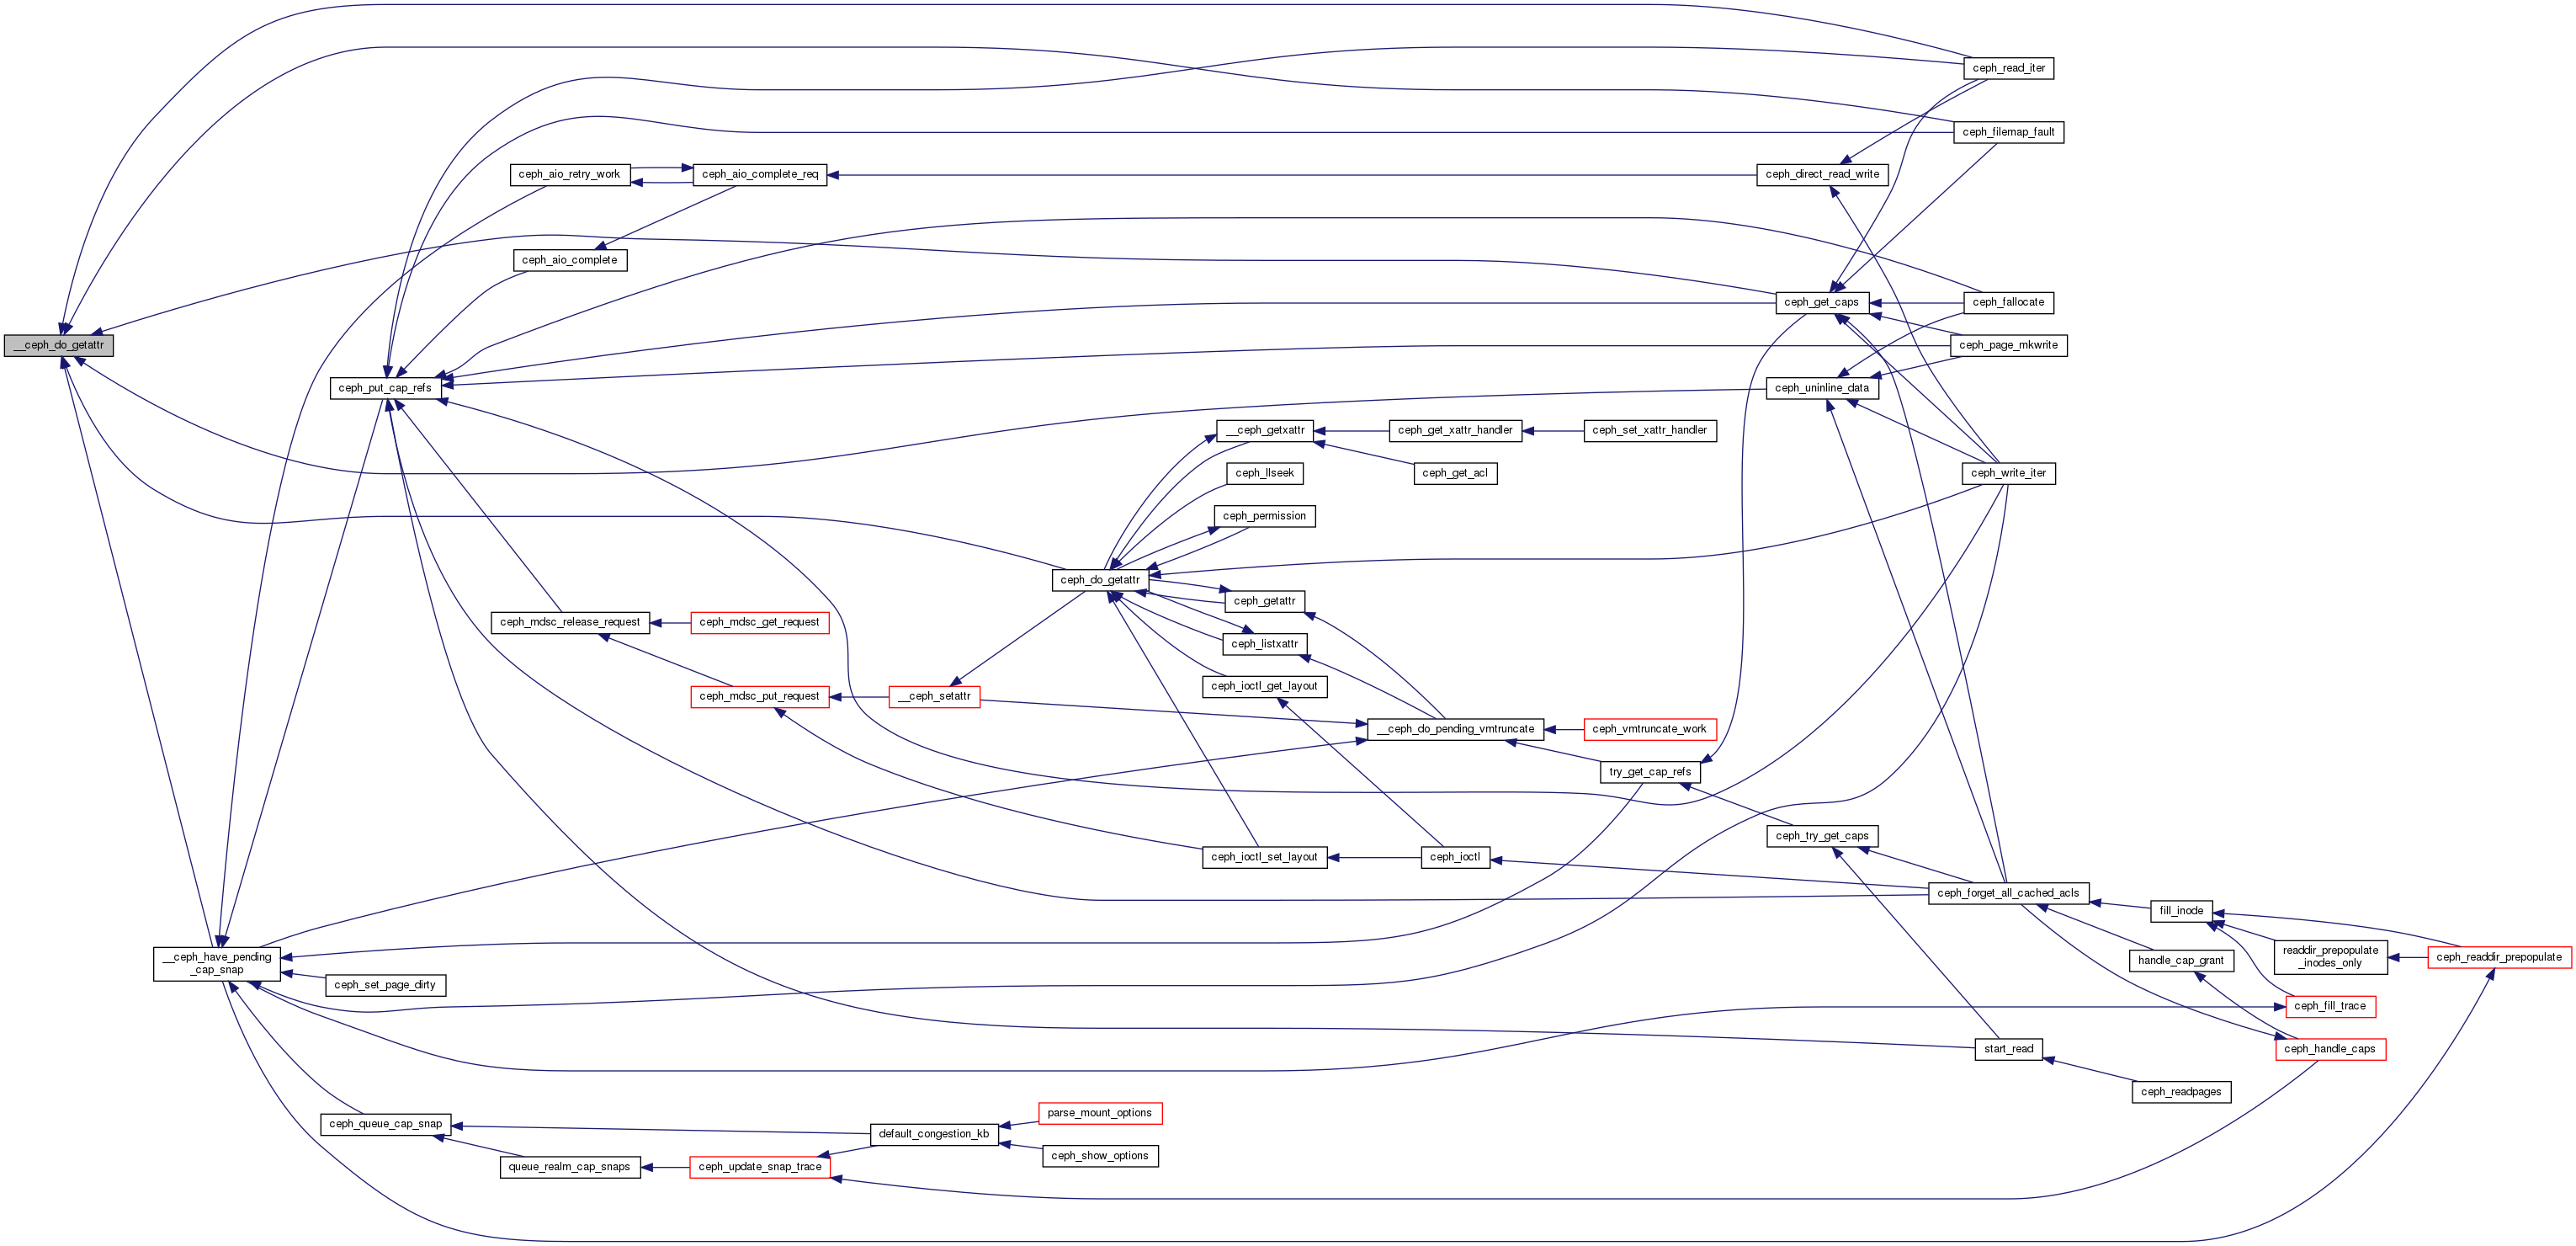 ceph_read_iter
ceph_filemap_fault
ceph_aio_retry_work
ceph_aio_complete_req
ceph_direct_read_write
ceph_aio_complete
ceph_get_caps
ceph_fallocate
__ceph_do_getattr
ceph_page_mkwrite
ceph_put_cap_refs
ceph_uninline_data
__ceph_getxattr
ceph_get_xattr_handler
ceph_set_xattr_handler
ceph_llseek
ceph_get_acl
ceph_write_iter
ceph_permission
ceph_do_getattr
ceph_getattr
ceph_mdsc_release_request
ceph_mdsc_get_request
ceph_listxattr
ceph_ioctl_get_layout
ceph_mdsc_put_request
__ceph_setattr
__ceph_do_pending_vmtruncate
ceph_vmtruncate_work
try_get_cap_refs
ceph_try_get_caps
ceph_ioctl_set_layout
ceph_ioctl
ceph_forget_all_cached_acls
fill_inode
__ceph_have_pending
_cap_snap
handle_cap_grant
readdir_prepopulate
_inodes_only
ceph_readdir_prepopulate
ceph_set_page_dirty
ceph_fill_trace
start_read
ceph_handle_caps
ceph_readpages
ceph_queue_cap_snap
default_congestion_kb
parse_mount_options
ceph_show_options
queue_realm_cap_snaps
ceph_update_snap_trace